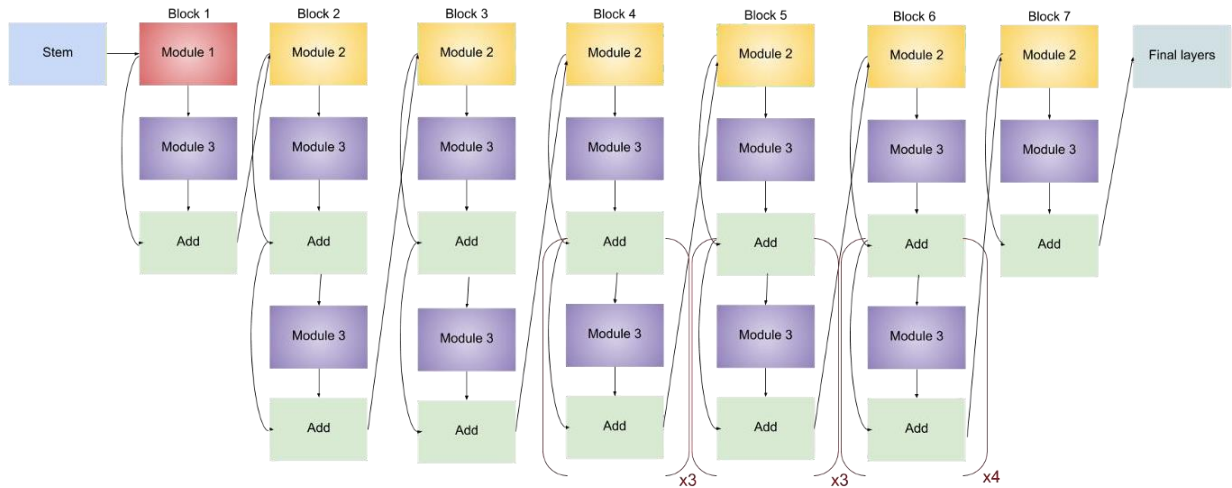 Block 1
Block 2
Block 3
Block 4
Block 5
Block 6
Block 7
Stem
Module 1
Module 2
Module 2
Module 2
Module 2
Module 2
Module 2
Final layers
Module 3
Module 3
Module 3
Module 3
Module 3
Module 3
Module 3
Add
Add
Add
Add
Add
Add
Add
Module 3
Module 3
Module 3
Module 3
Module 3
Add
Add
Add
Add
Add
x3
x3
x4